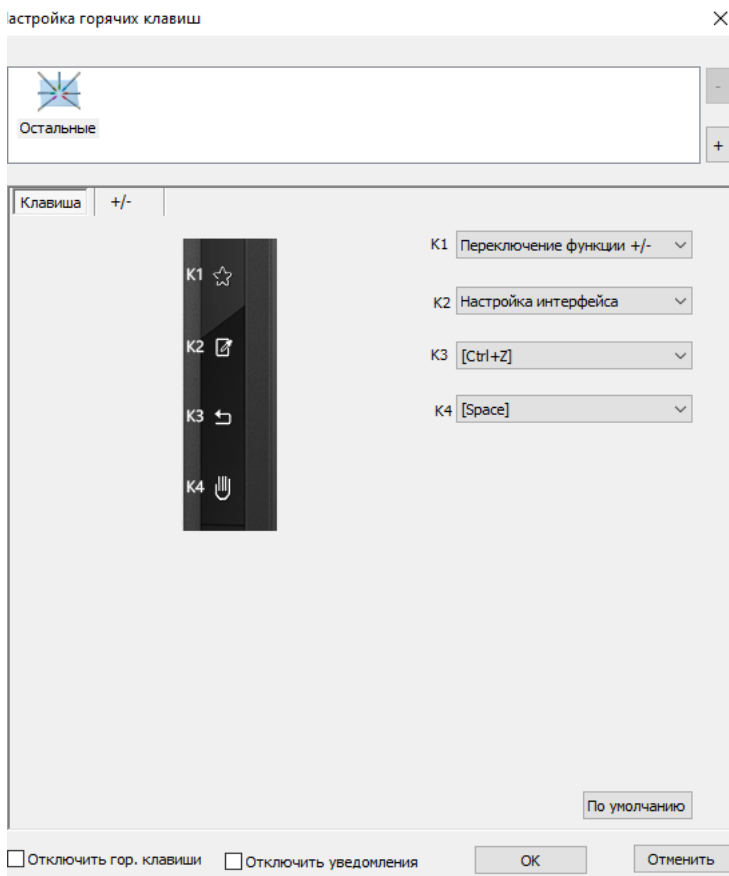 астройка горячих клавиш
Остальные
-
+
Клавиша +/-
K1 Переключение функции +/-
K2 Настройка интерфейса
K3 [Ctrl+Z]
K4 [Space]
K1
K2
K3
K4
По умолчанию
Отключить гор. клавиши Отключить уведомления OK Отменить